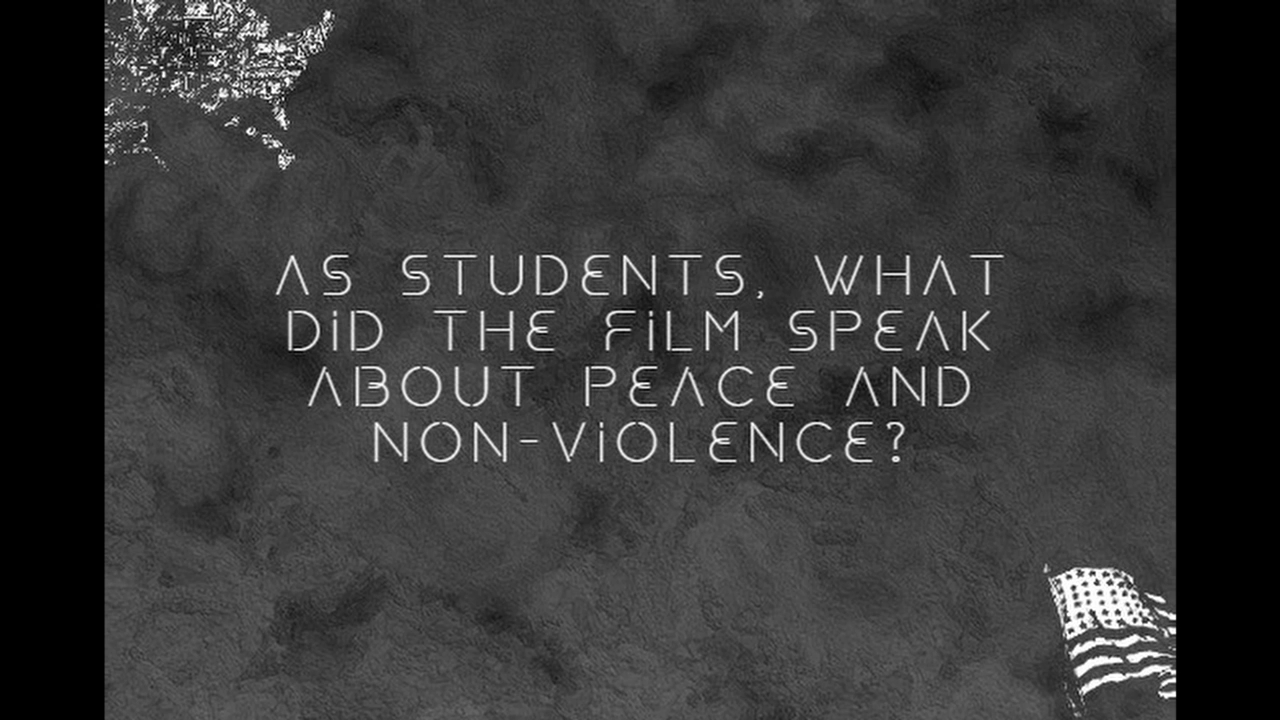 AS STUDENTS, WHAT
DiD THE FiLM SPEAK
ABOUT PEACE AND
NON-ViOLENCE?